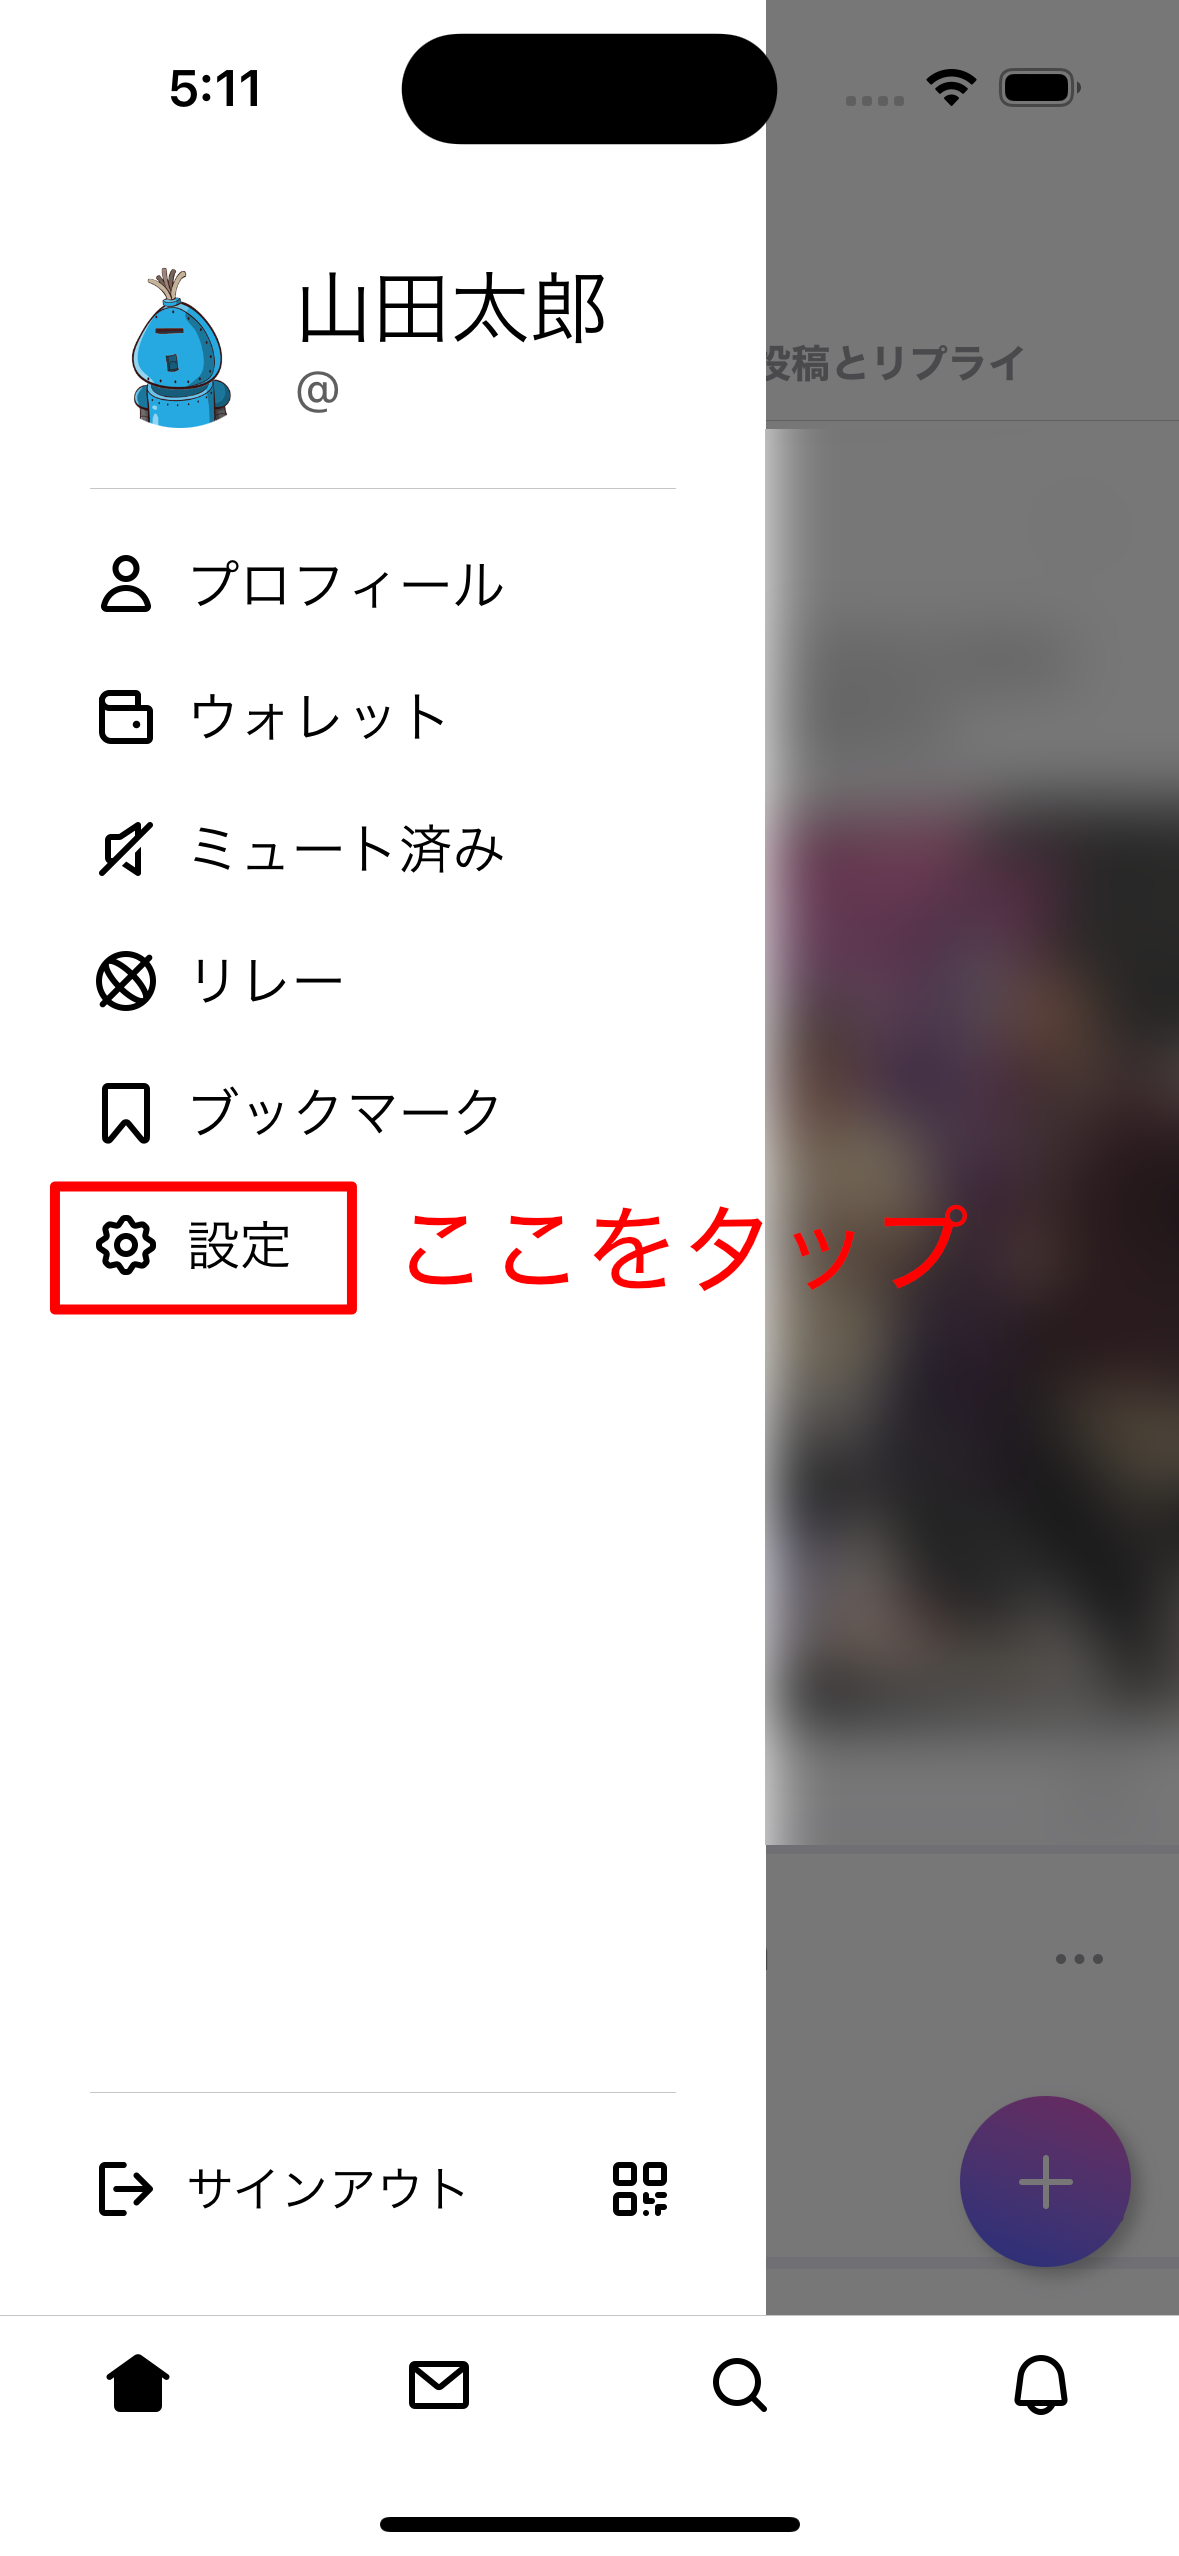 5:11
山田太郎
@
投稿とリプライ
プロフィール
ウォレット
ミュート済み
リレー
ブックマーク
設定
ここをタップ
サインアウト